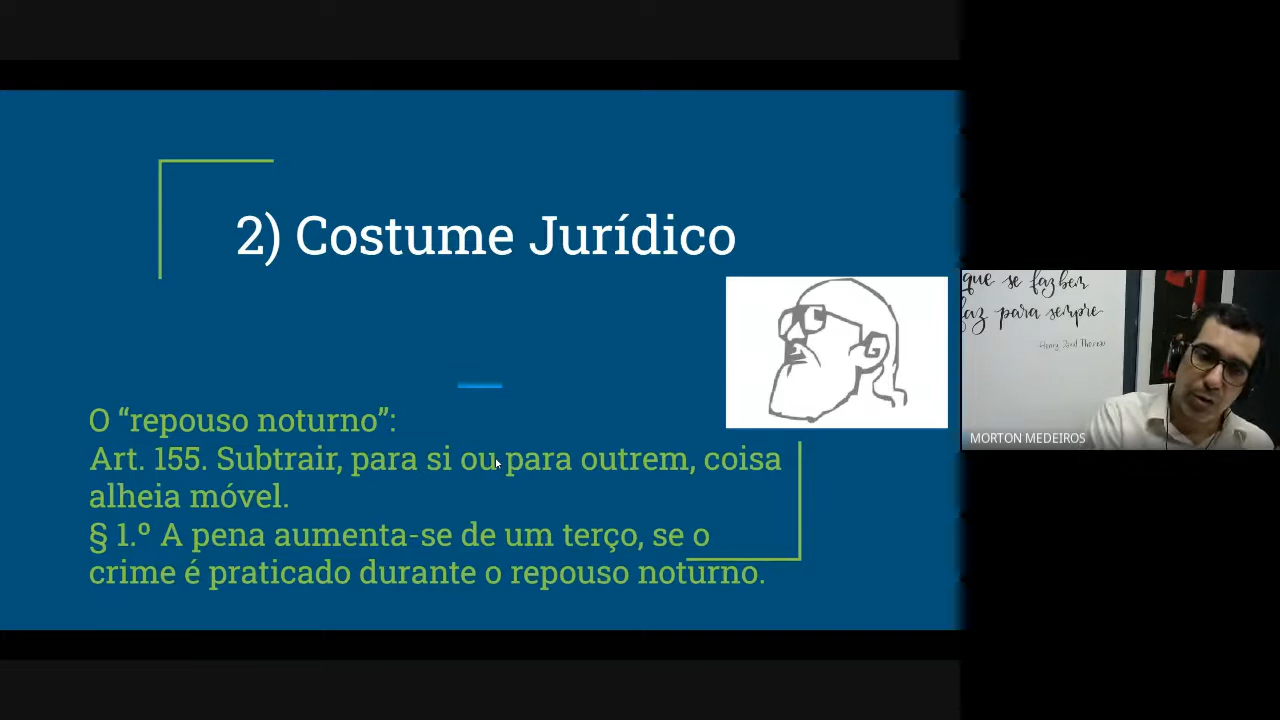 2) Costume Jurídico
O “repouso noturno”:
Art. 155. Subtrair, para si ou para outrem, coisa
alheia móvel.
§ 1.º A pena aumenta-se de um terço, se o
crime é praticado durante o repouso noturno.
que se faz bem
faz para sempre
MORTON MEDEIROS